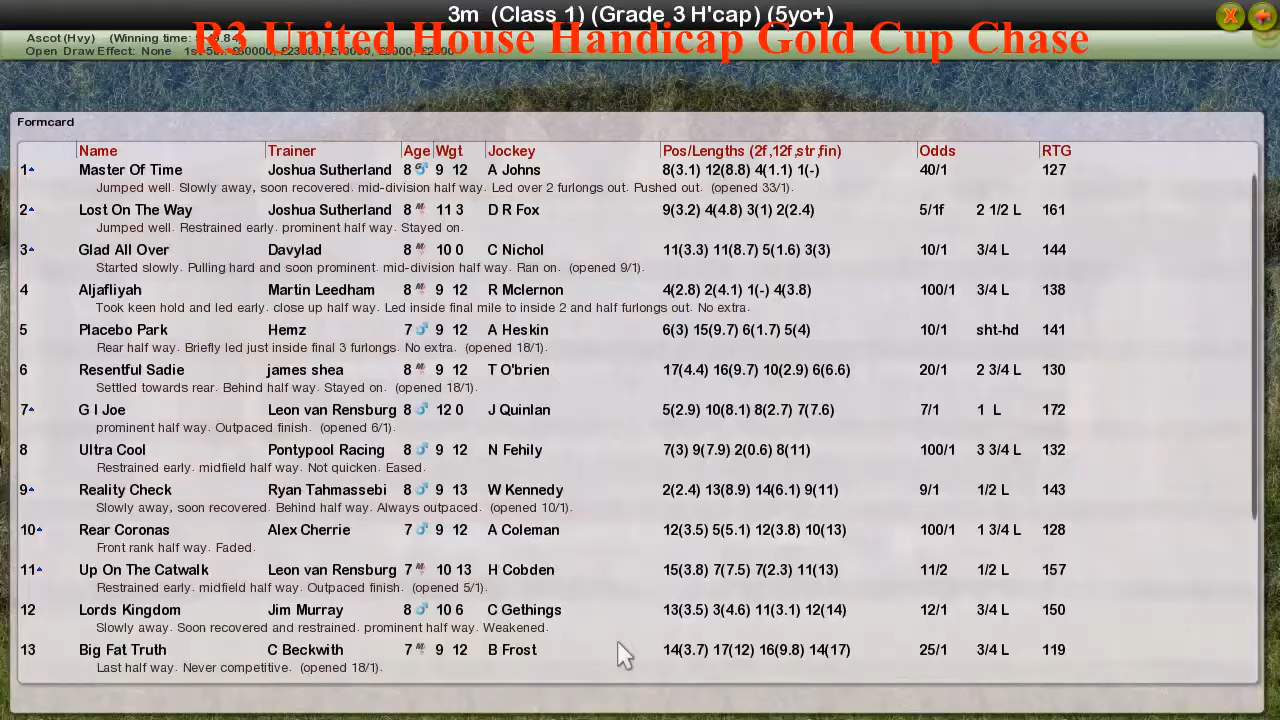 3m (Class 1) (Grade 3 H'cap) (5yo+)
R3 United House Handicap Gold Cup Chase
Ascot(Hvy) (Winning time:
Open Draw Effect: None
Formcard
Name Trainer Age Wgt Jockey Pos/Lengths (2f,12f,str,fin) Odds RTG
1 Master Of Time Joshua Sutherland 8 9 12 A Johns 8(3.1) 12(8.8) 4(1.1) 1(-) 40/1 127
Jumped well. Slowly away, soon recovered. mid-division half way. Led over 2 furlongs out. Pushed out. (opened 33/1).
2 Lost On The Way Joshua Sutherland 8 11 3 D R Fox 9(3.2) 4(4.8) 3(1) 2(2.4) 5/1f 2 1/2 L 161
Jumped well. Restrained early. prominent half way. Stayed on.
3 Glad All Over Davylad 8 10 0 C Nichol 11(3.3) 11(8.7) 5(1.6) 3(3) 10/1 3/4 L 144
Started slowly. Pulling hard and soon prominent. mid-division half way. Ran on. (opened 9/1).
4 Aljafliyah Martin Leedham 8 9 12 R Mclernon 4(2.8) 2(4.1) 1(-) 4(3.8) 100/1 3/4 L 138
Took keen hold and led early. close up half way. Led inside final mile to inside 2 and half furlongs out. No extra.
5 Placebo Park Hemz 7 9 12 A Heskin 6(3) 15(9.7) 6(1.7) 5(4) 10/1 sht-hd 141
Rear half way. Briefly led just inside final 3 furlongs. No extra. (opened 18/1).
6 Resentful Sadie james shea 8 9 12 T O'brien 17(4.4) 16(9.7) 10(2.9) 6(6.6) 20/1 2 3/4 L 130
Settled towards rear. Behind half way. Stayed on. (opened 18/1).
7 G I Joe Leon van Rensburg 8 12 0 J Quinlan 5(2.9) 10(8.1) 8(2.7) 7(7.6) 7/1 1 L 172
prominent half way. Outpaced finish. (opened 6/1).
8 Ultra Cool Pontypool Racing 8 9 12 N Fehily 7(3) 9(7.9) 2(0.6) 8(11) 100/1 3 3/4 L 132
Restrained early. midfield half way. Not quicken. Eased.
9 Reality Check Ryan Tahmassebi 8 9 13 W Kennedy 2(2.4) 13(8.9) 14(6.1) 9(11) 9/1 1/2 L 143
Slowly away, soon recovered. Behind half way. Always outpaced. (opened 10/1).
10 Rear Coronas Alex Cherrie 7 9 12 A Coleman 12(3.5) 5(5.1) 12(3.8) 10(13) 100/1 1 3/4 L 128
Front rank half way. Faded.
11 Up On The Catwalk Leon van Rensburg 7 10 13 H Cobden 15(3.8) 7(7.5) 7(2.3) 11(13) 11/2 1/2 L 157
Restrained early. midfield half way. Outpaced finish. (opened 5/1).
12 Lords Kingdom Jim Murray 8 10 6 C Gethings 13(3.5) 3(4.6) 11(3.1) 12(14) 12/1 3/4 L 150
Slowly away. Soon recovered and restrained. prominent half way. Weakened.
13 Big Fat Truth C Beckwith 7 9 12 B Frost 14(3.7) 17(12) 16(9.8) 14(17) 25/1 3/4 L 119
Last half way. Never competitive. (opened 18/1).